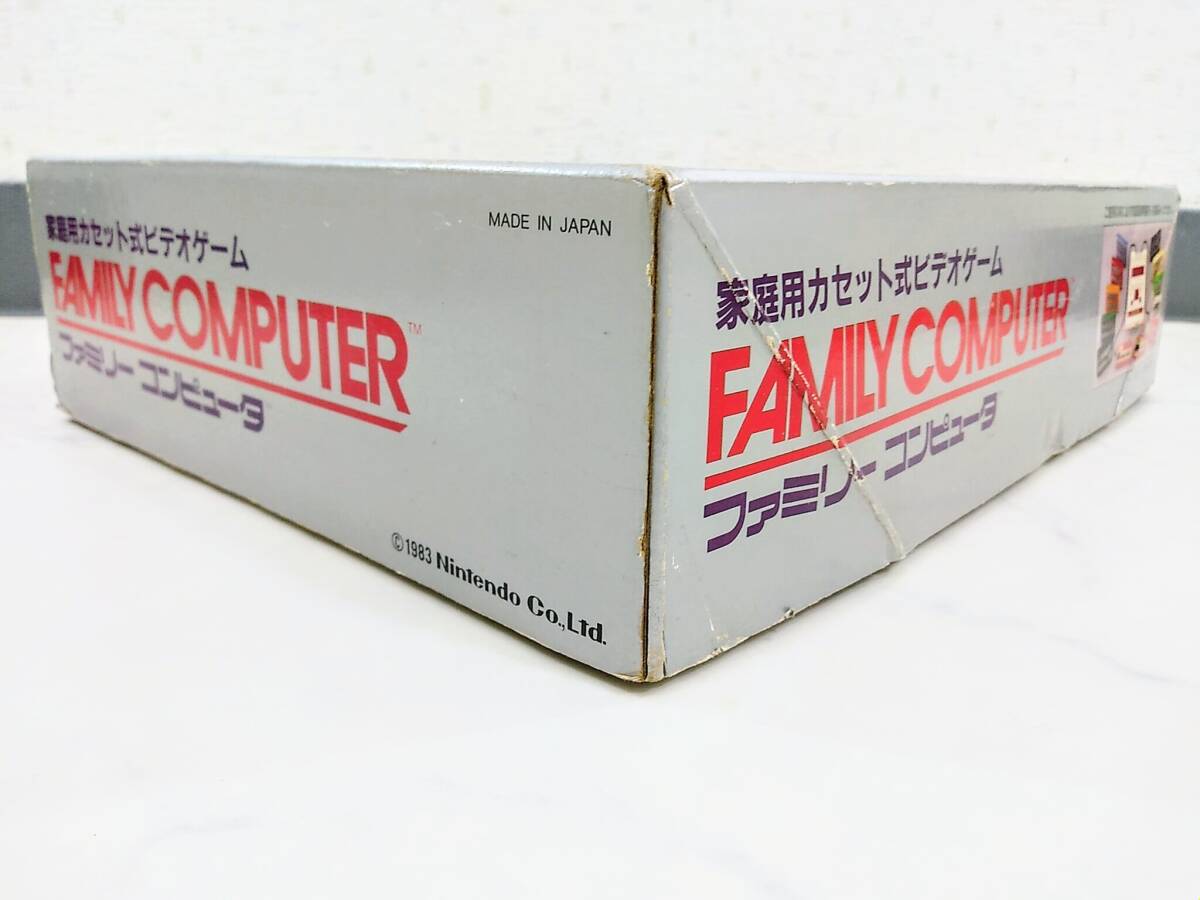 MADE IN JAPAN
家庭用カセット式ビデオゲーム
FAMILY COMPUTER™
ファミリー コンピュータ
©1983 Nintendo Co.,Ltd.
家庭用カセット式ビデオゲーム
FAMILY COMPUTER™
ファミリー コンピュータ